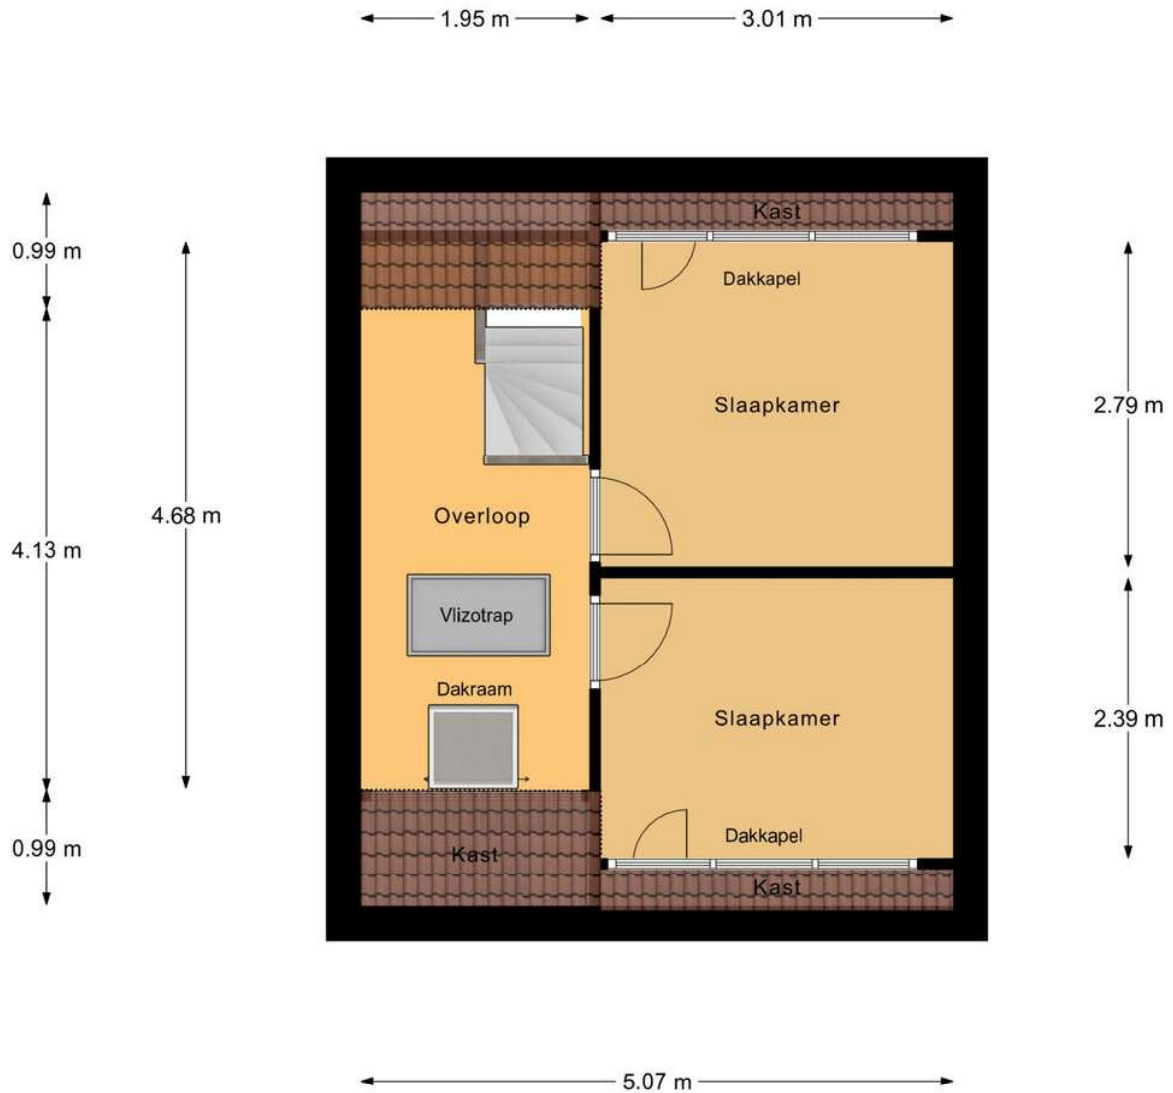 1.95 m
3.01 m
Kast
0.99 m
Dakkapel
2.79 m
Slaapkamer
4.68 m
Overloop
4.13 m
Vlizotrap
Dakraam
Slaapkamer
2.39 m
Dakkapel
0.99 m
Kast
Kast
5.07 m